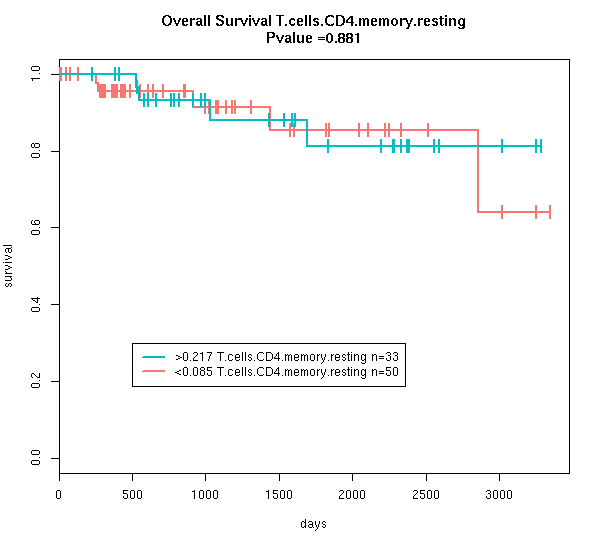 Overall Survival T.cells.CD4.memory.resting
Pvalue =0.881
survival
1.0
0.8
0.6
0.4
0.2
0.0
>0.217 T.cells.CD4.memory.resting n=33
<0.085 T.cells.CD4.memory.resting n=50
0 500 1000 1500 2000 2500 3000
days